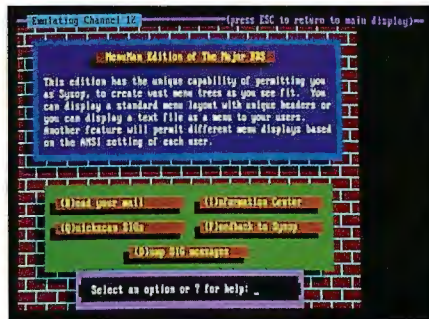 Emulating Channel 12 (press ESC to return to main display)
MenuMan Edition of The Major BBS
This edition has the unique capability of permitting you
as Sysop, to create vast menu trees as you see fit. You
can display a standard menu layout with unique headers or
you can display a text file as a menu to your users.
Another feature will permit different menu displays based
on the ANSI setting of each user.
(R)ead your mail (I)nformation Center
(Q)uickscan SIGs (F)eedback to Sysop
(D)ump SIG messages
Select an option or ? for help: _